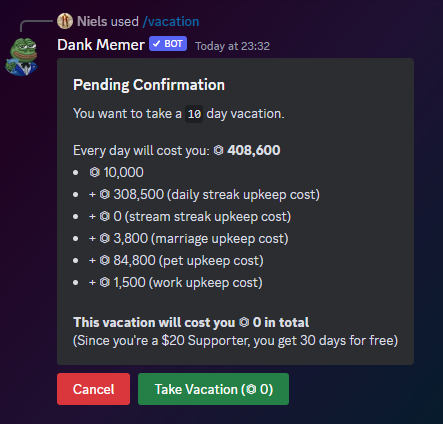 Niels used /vacation
Dank Memer ✓ BOT Today at 23:32
Pending Confirmation
You want to take a 10 day vacation.
Every day will cost you: ⏣ 408,600
• ⏣ 10,000
• + ⏣ 308,500 (daily streak upkeep cost)
• + ⏣ 0 (stream streak upkeep cost)
• + ⏣ 3,800 (marriage upkeep cost)
• + ⏣ 84,800 (pet upkeep cost)
• + ⏣ 1,500 (work upkeep cost)
This vacation will cost you ⏣ 0 in total
(Since you're a $20 Supporter, you get 30 days for free)
Cancel
Take Vacation (⏣ 0)